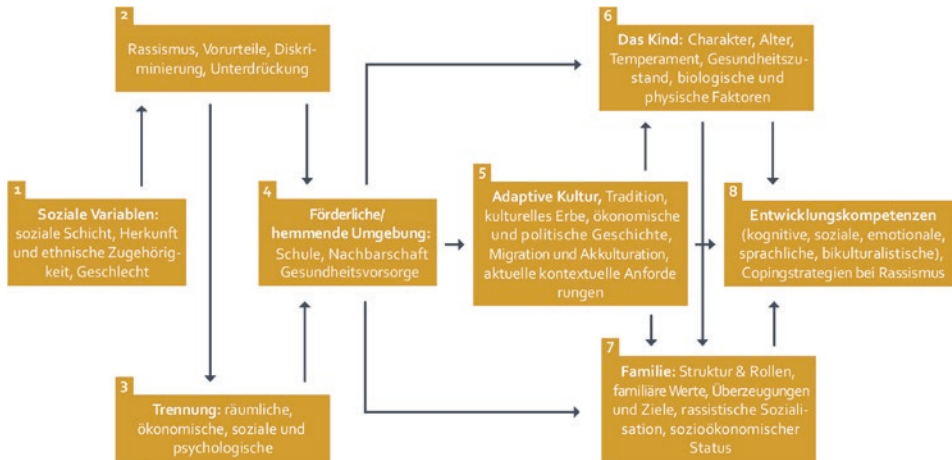 2
Rassismus, Vorurteile, Diskri-
minierung, Unterdrückung
6
Das Kind: Charakter, Alter,
Temperament, Gesundheitszu-
stand, biologische und
physische Faktoren
1
Soziale Variablen:
soziale Schicht, Herkunft
und ethnische Zugehörig-
keit, Geschlecht
4
Förderliche/
hemmende Umgebung:
Schule, Nachbarschaft
Gesundheitsvorsorge
5
Adaptive Kultur, Tradition,
kulturelles Erbe, ökonomische
und politische Geschichte,
Migration und Akkulturation,
aktuelle kontextuelle Anforde
rungen
8
Entwicklungskompetenzen
(kognitive, soziale, emotionale,
sprachliche, bikulturalistische),
Copingstrategien bei Rassismus
3
Trennung: räumliche,
ökonomische, soziale und
psychologische
7
Familie: Struktur & Rollen,
familiäre Werte, Überzeugungen
und Ziele, rassistische Soziali-
sation, sozioökonomischer
Status